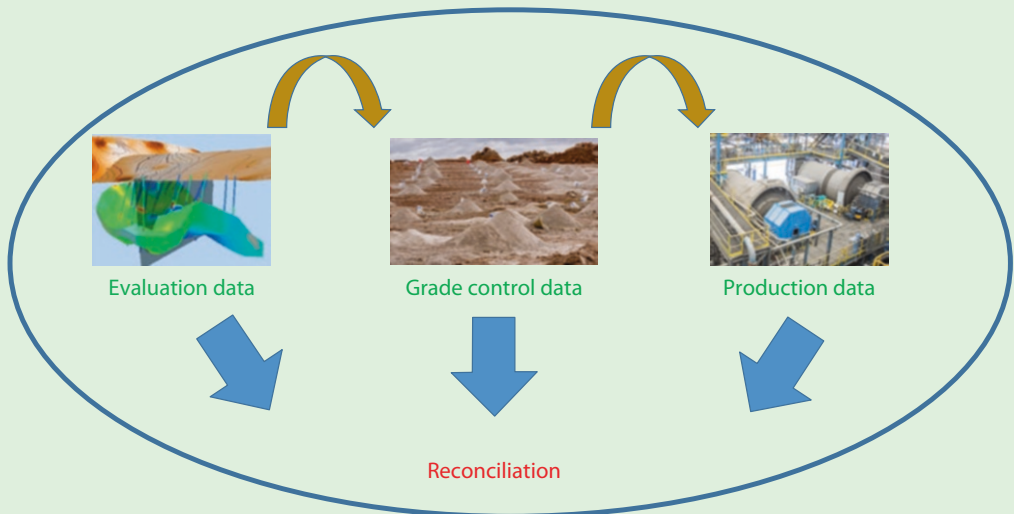 Evaluation data
Grade control data
Production data
Reconciliation